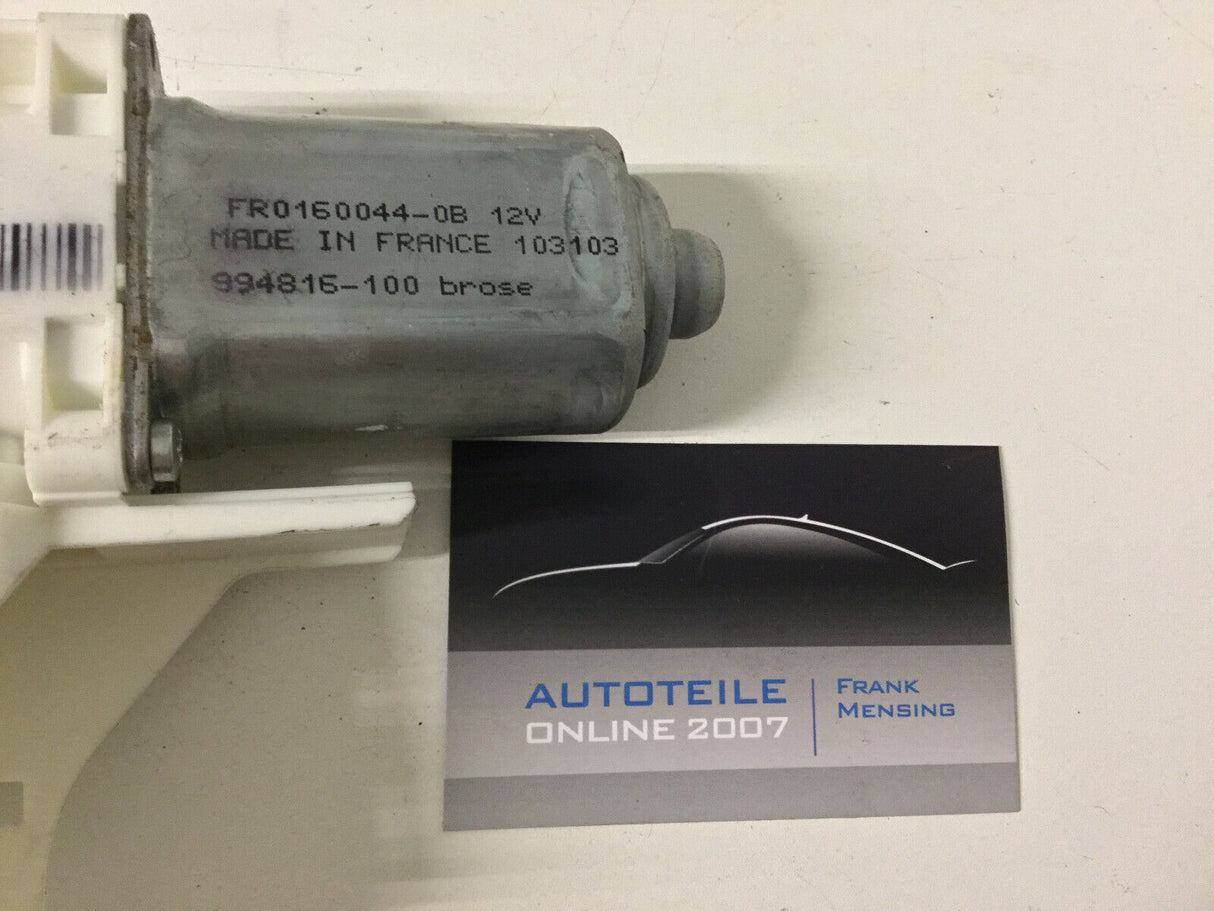 FR0160044-0B 12V
MADE IN FRANCE 103103
994816-100 brose
AUTOTEILE
ONLINE 2007
FRANK
MENSING